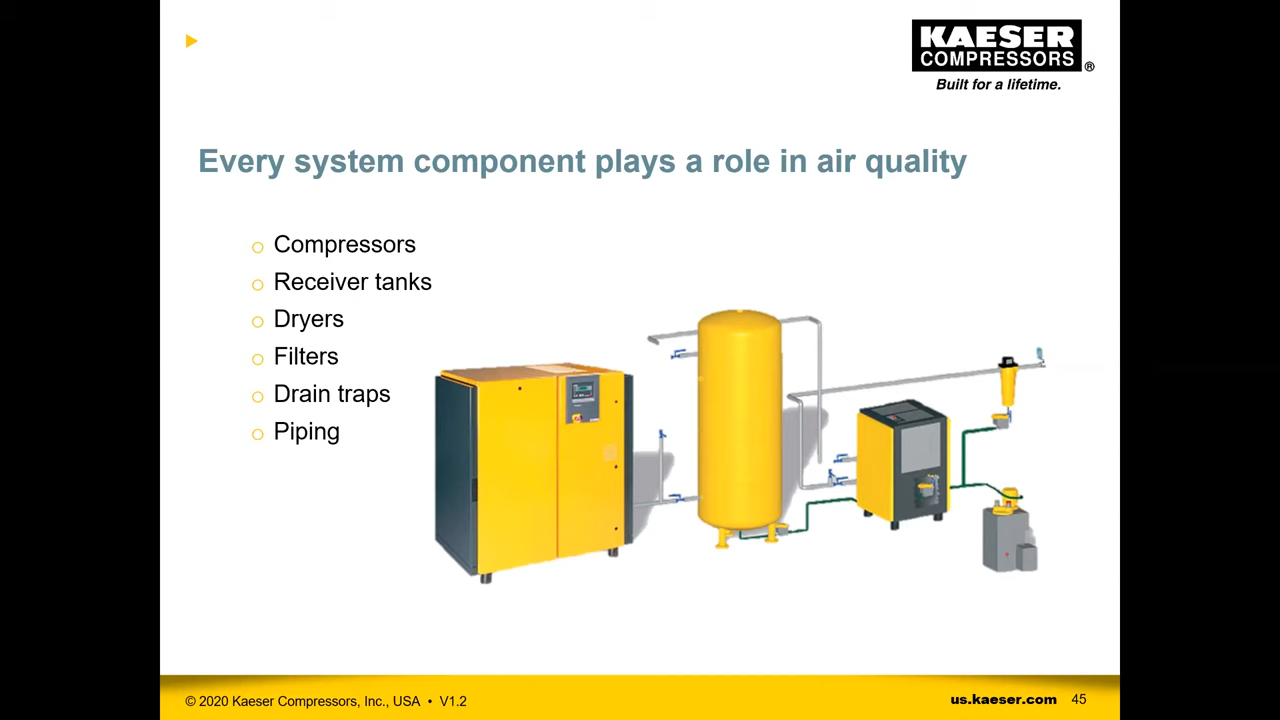 KAESER
COMPRESSORS
®
Built for a lifetime.
Every system component plays a role in air quality
Compressors
Receiver tanks
Dryers
Filters
Drain traps
Piping
© 2020 Kaeser Compressors, Inc., USA • V1.2
us.kaeser.com 45